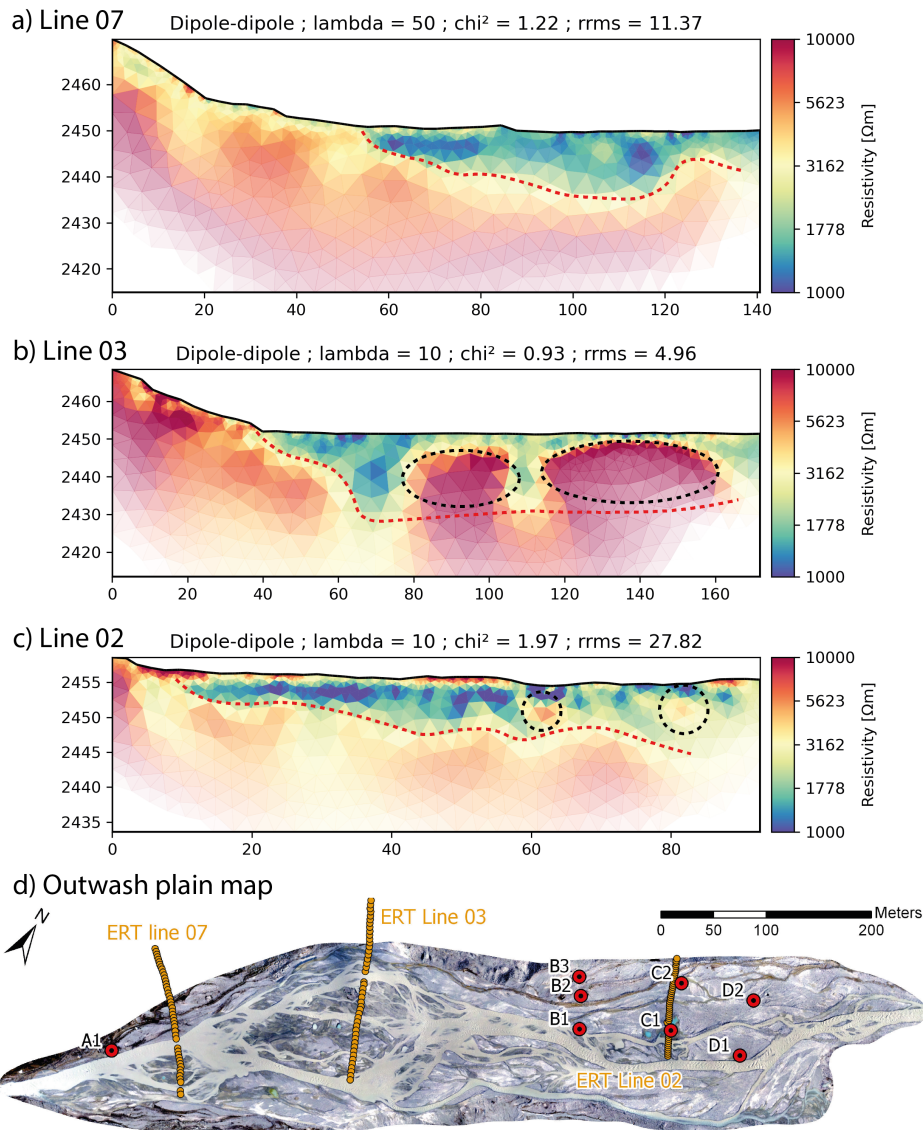 a) Line 07
Dipole-dipole ; lambda = 50 ; chi² = 1.22 ; rrms = 11.37
2460
2450
2440
2430
2420
0 20 40 60 80 100 120 140
10000
5623
3162
1778
1000
Resistivity [Ωm]
b) Line 03
Dipole-dipole ; lambda = 10 ; chi² = 0.93 ; rrms = 4.96
2460
2450
2440
2430
2420
0 20 40 60 80 100 120 140 160
10000
5623
3162
1778
1000
Resistivity [Ωm]
c) Line 02
Dipole-dipole ; lambda = 10 ; chi² = 1.97 ; rrms = 27.82
2455
2450
2445
2440
2435
0 20 40 60 80
10000
5623
3162
1778
1000
Resistivity [Ωm]
d) Outwash plain map
N
ERT line 07
ERT Line 03
Meters
0 50 100 200
B3
B2
B1
C2
C1
D2
D1
A1
ERT Line 02